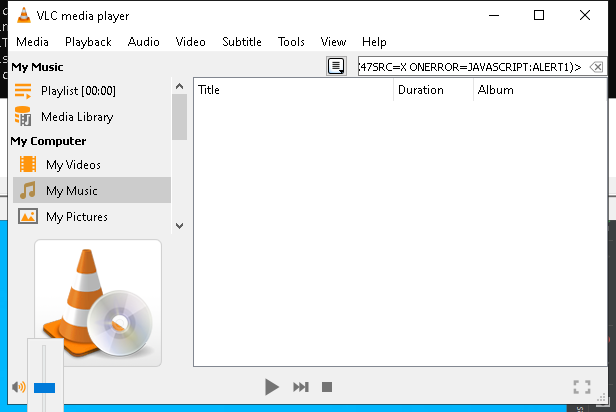 VLC media player
Media Playback Audio Video Subtitle Tools View Help
My Music
47SRC=X ONERROR=JAVASCRIPT:ALERT1)>
Playlist [00:00]
Media Library
My Computer
My Videos
My Music
My Pictures
Title Duration Album